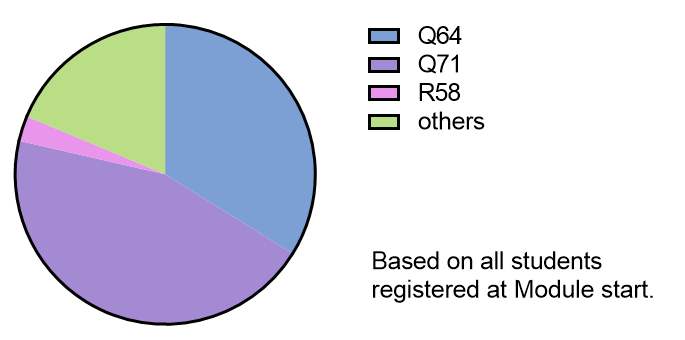 Q64
Q71
R58
others
Based on all students
registered at Module start.